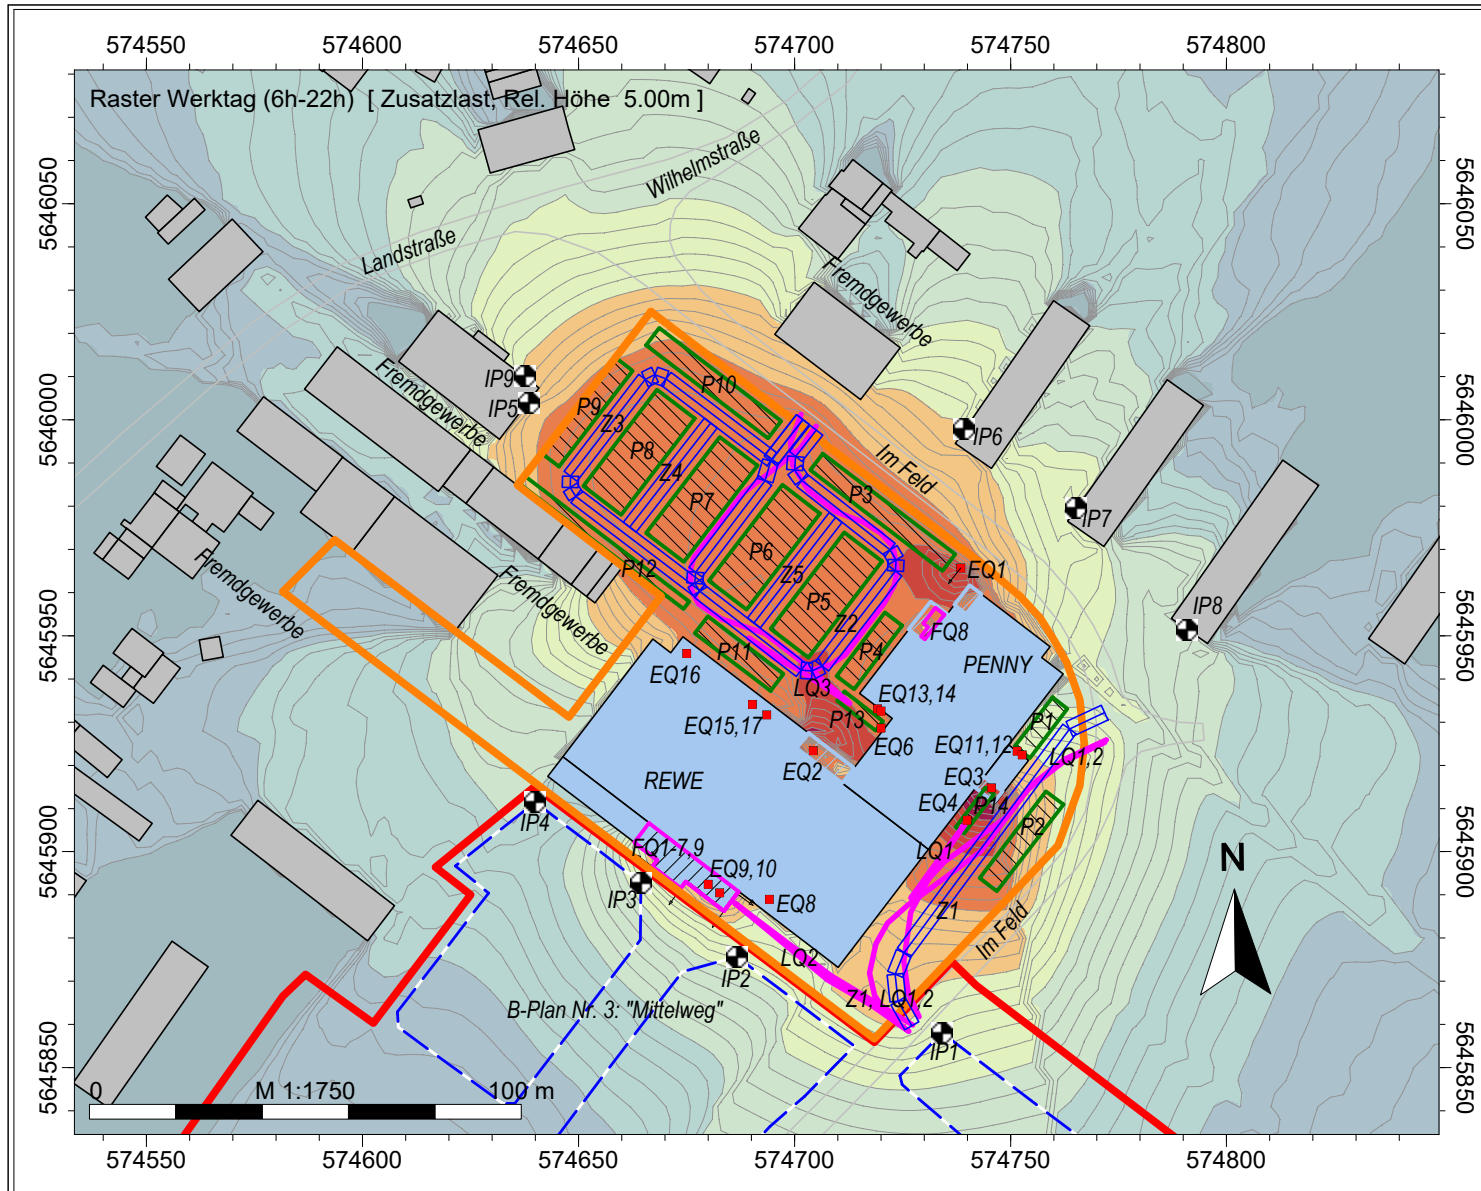 574550 574600 574650 574700 574750 574800
Raster Werktag (6h-22h) [ Zusatzlast, Rel. Höhe 5.00m ]
5646050
5646050
Wilhelmstraße
Landstraße
Fremdgewerbe
IP9
IP5
Fremdgewerbe
P10
P9
Z3
P8
Z4
P7
5646000
5646000
IP6
Im Feld
P3
IP7
P6
Z5
P5
Z2
EQ1
P12
Fremdgewerbe
Fremdgewerbe
IP8
FQ8
PENNY
5645950
5645950
P11
P4
EQ16
LQ3
EQ13,14
P13
EQ15,17
EQ6
P1
EQ11,12
LQ1,2
EQ2
REWE
EQ3
EQ4
P14
P2
IP4
5645900
5645900
FQ1-7,9
EQ9,10
LQ1
IP3
EQ8
Z1
Im Feld
LQ2
IP2
N
B-Plan Nr. 3: "Mittelweg"
Z1, LQ1,2
IP1
5645850
5645850
0 M 1:1750 100 m
574550 574600 574650 574700 574750 574800